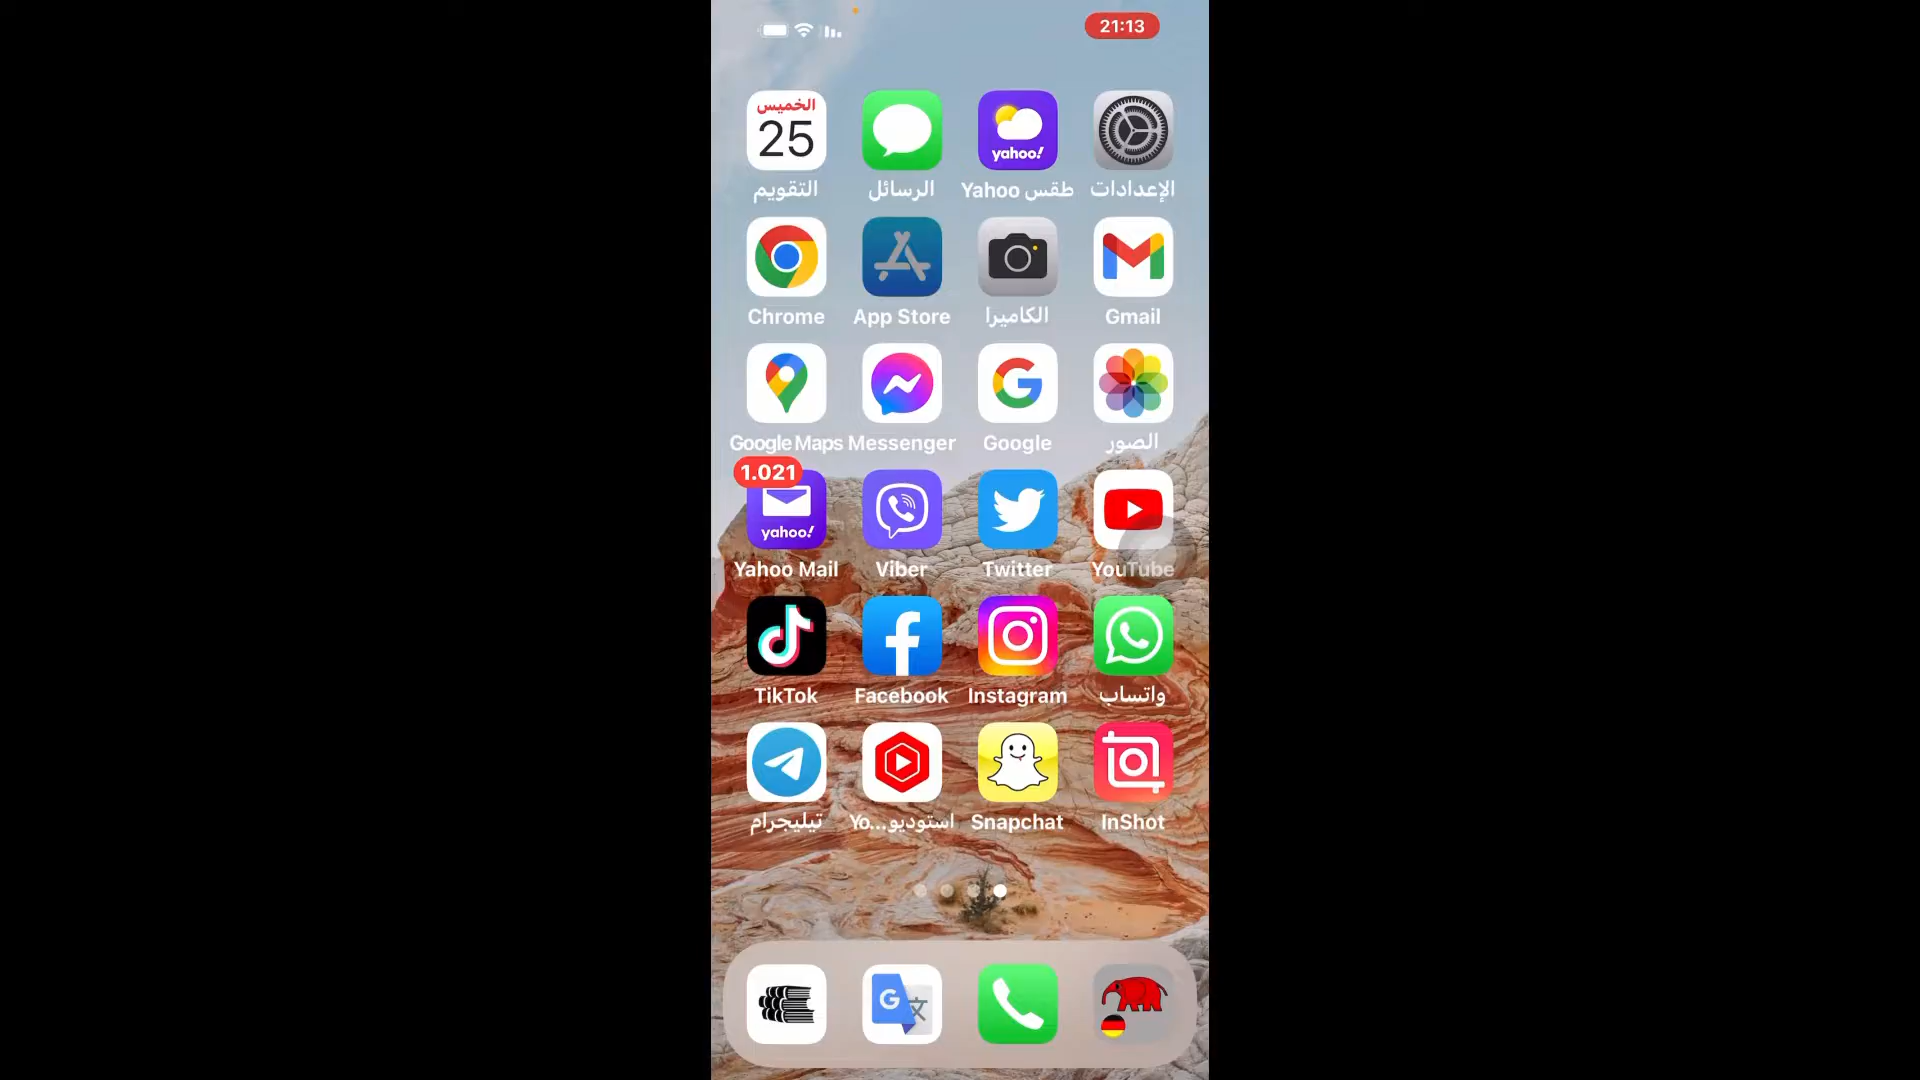 21:13
الخميس
25
yahoo!
التقويم
الرسائل
طقس Yahoo
الإعدادات
Chrome
App Store
الكاميرا
Gmail
Google Maps
Messenger
Google
الصور
1.021
yahoo!
Yahoo Mail
Viber
Twitter
YouTube
TikTok
Facebook
Instagram
واتساب
تيليجرام
استوديو...Yo
Snapchat
InShot
G
文